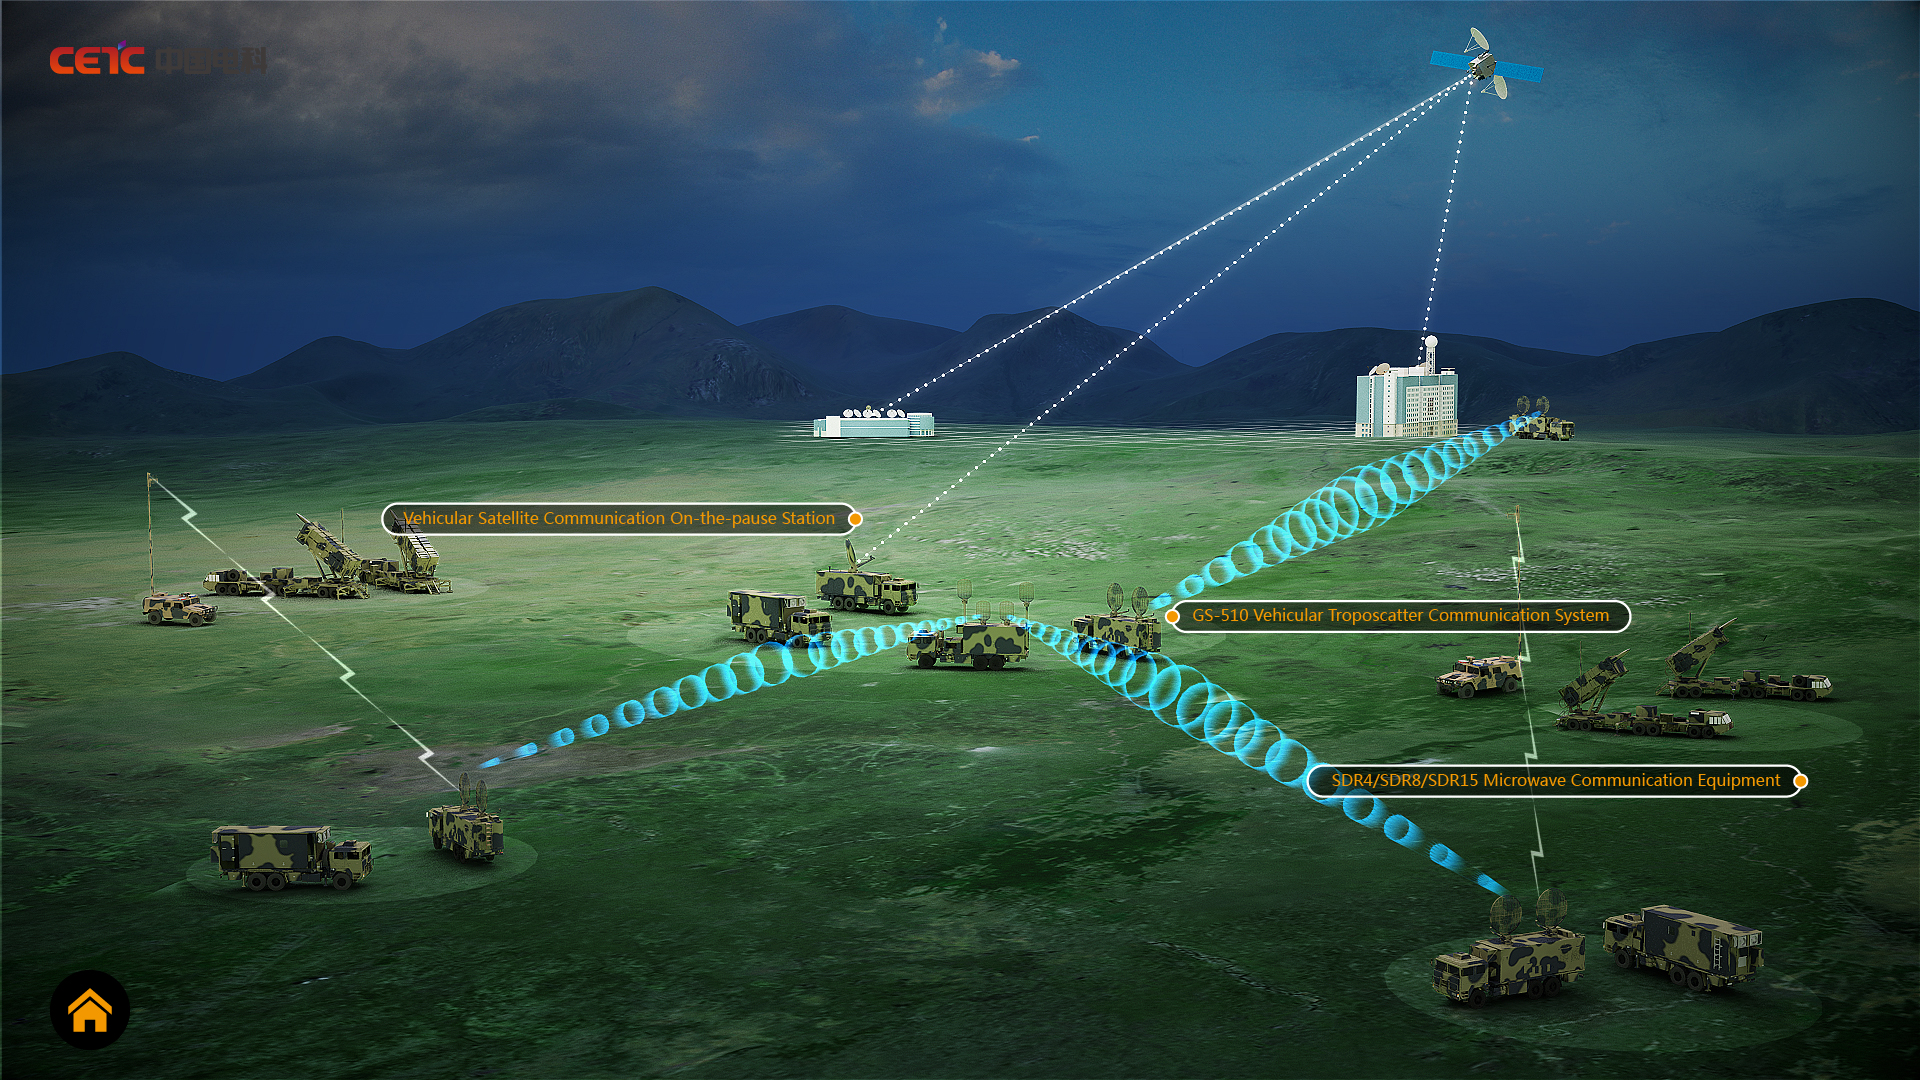 CETC 中国电科
Vehicular Satellite Communication On-the-pause Station
GS-510 Vehicular Troposcatter Communication System
SDR4/SDR8/SDR15 Microwave Communication Equipment